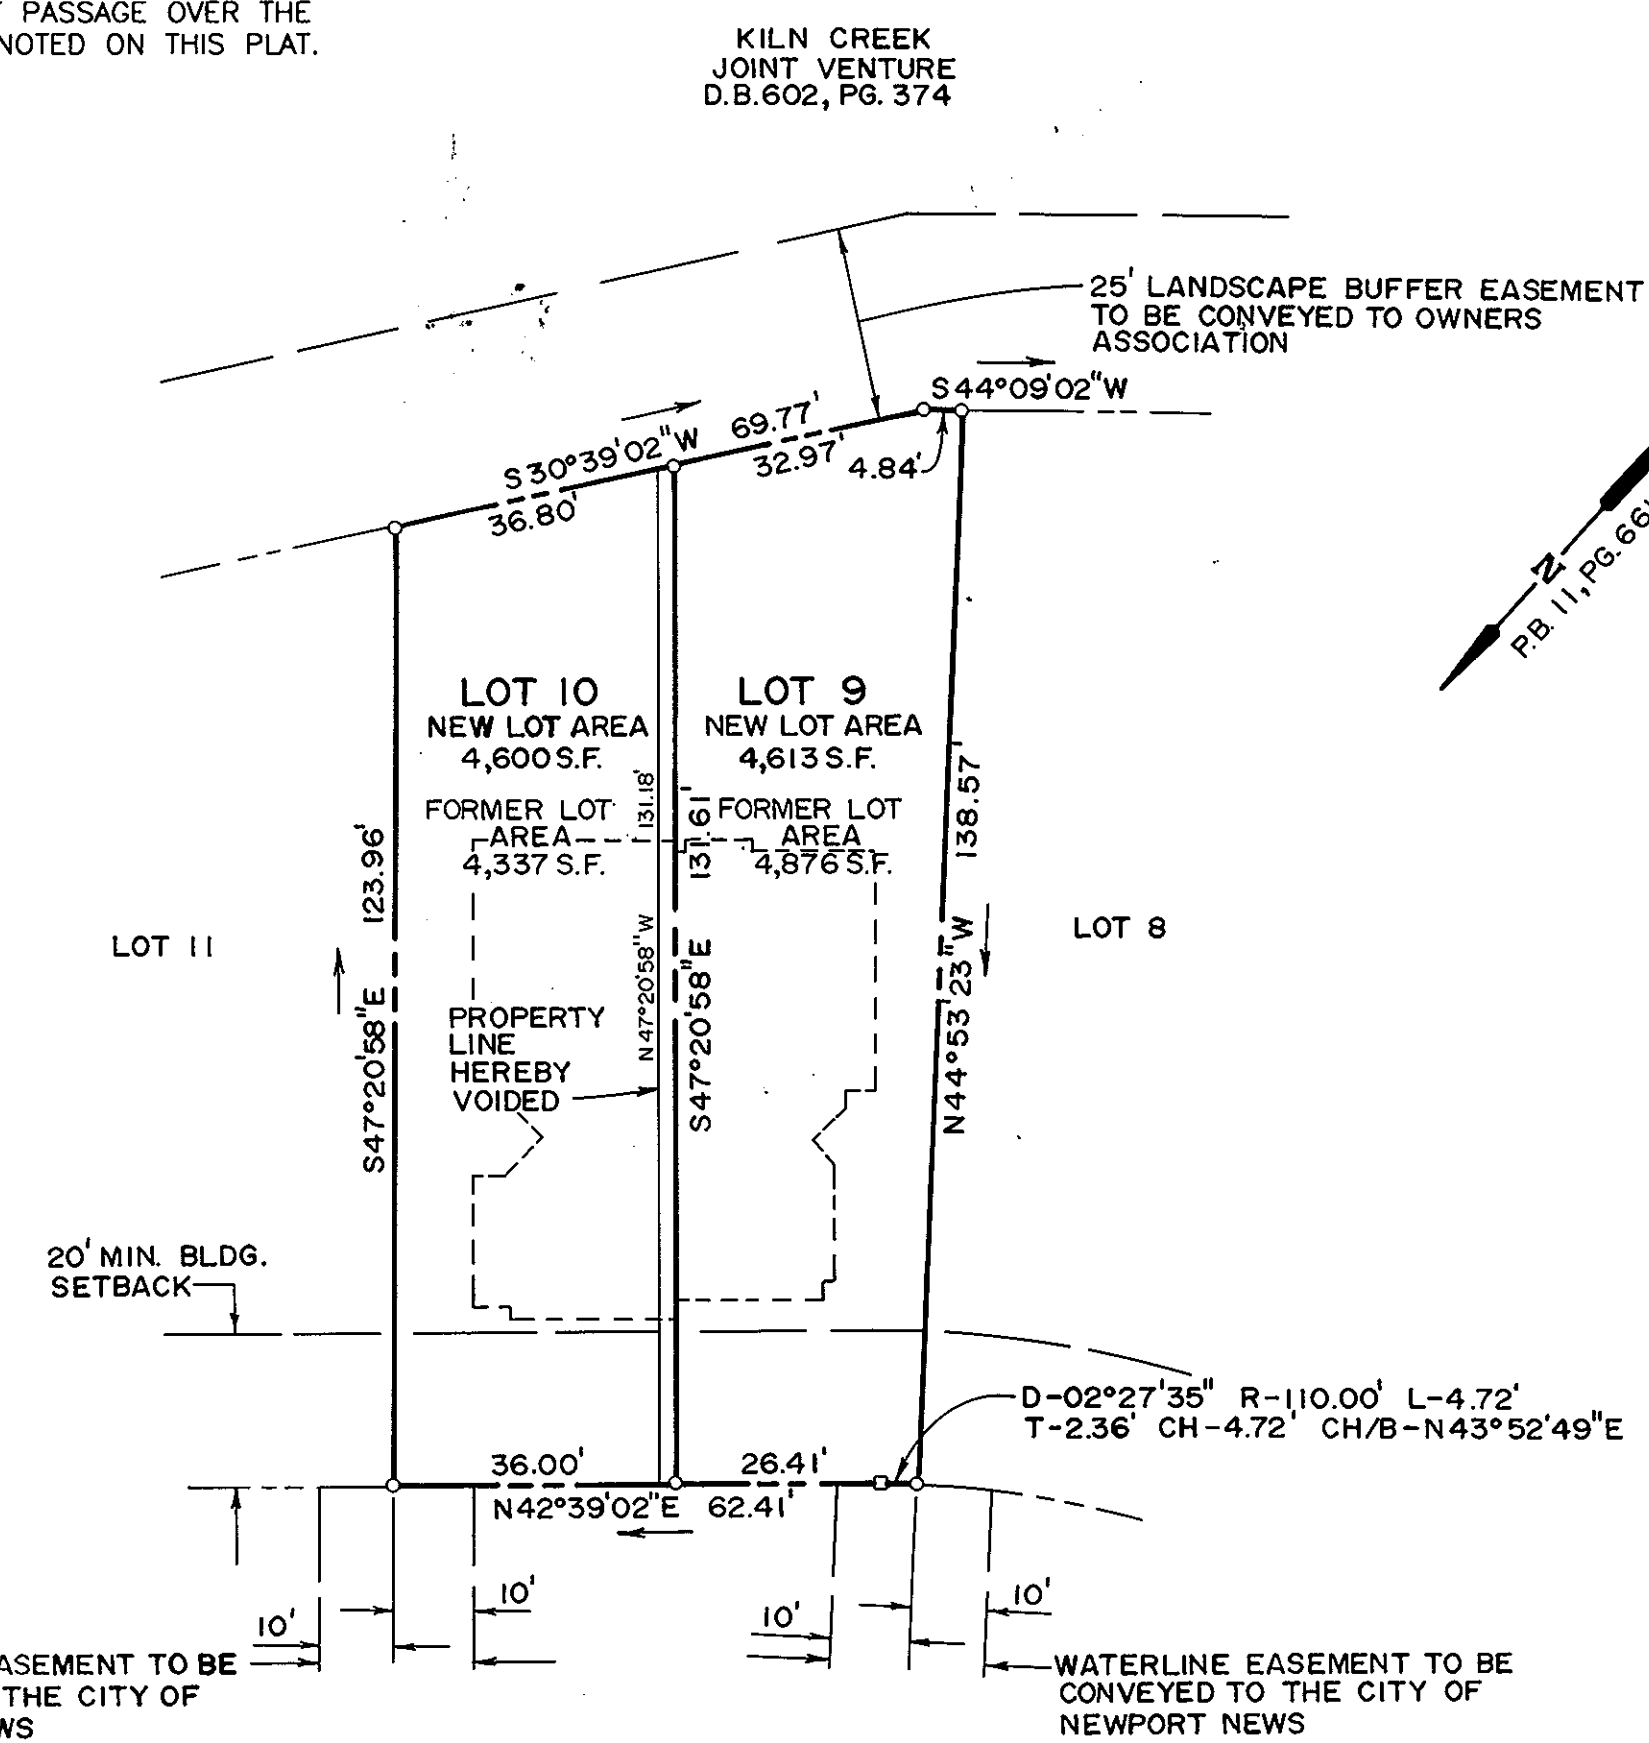 PASSAGE OVER THE
NOTED ON THIS PLAT.
KILN CREEK
JOINT VENTURE
D.B.602, PG. 374
25' LANDSCAPE BUFFER EASEMENT
TO BE CONVEYED TO OWNERS
ASSOCIATION
S44°09'02"W
69.77'
S30°39'02"W
32.97'
4.84'
36.80'
N
P.B. 11, PG. 66
LOT 10
NEW LOT AREA
4,600 S.F.
FORMER LOT
AREA
4,337 S.F.
LOT 9
NEW LOT AREA
4,613 S.F.
FORMER LOT
AREA
4,876 S.F.
131.18'
N47°20'58"W
131.61'
S47°20'58"E
138.57'
N44°53'23"W
123.96'
S47°20'58"E
LOT 11
LOT 8
PROPERTY
LINE
HEREBY
VOIDED
20' MIN. BLDG.
SETBACK
D-02°27'35" R-110.00' L-4.72'
T-2.36' CH-4.72' CH/B-N43°52'49"E
36.00'
26.41'
N42°39'02"E 62.41'
10'
10'
10'
10'
ASEMENT TO BE
THE CITY OF
WS
WATERLINE EASEMENT TO BE
CONVEYED TO THE CITY OF
NEWPORT NEWS